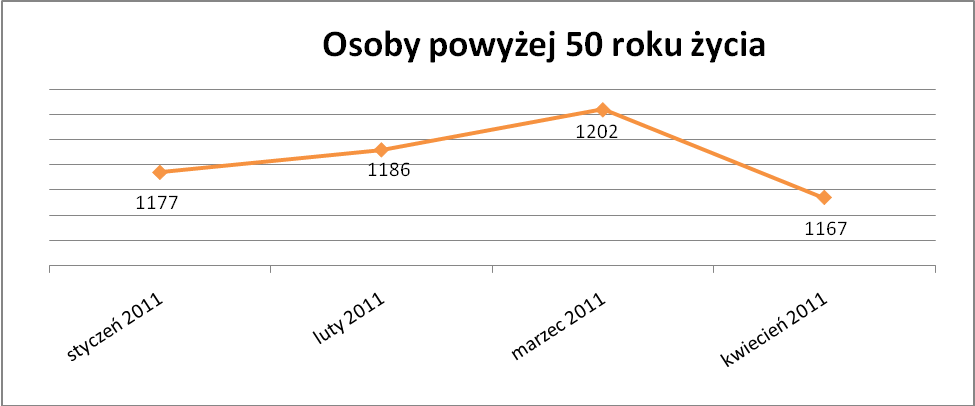 Osoby powyżej 50 roku życia
1202
1186
1177
1167
styczeń 2011
luty 2011
marzec 2011
kwiecień 2011